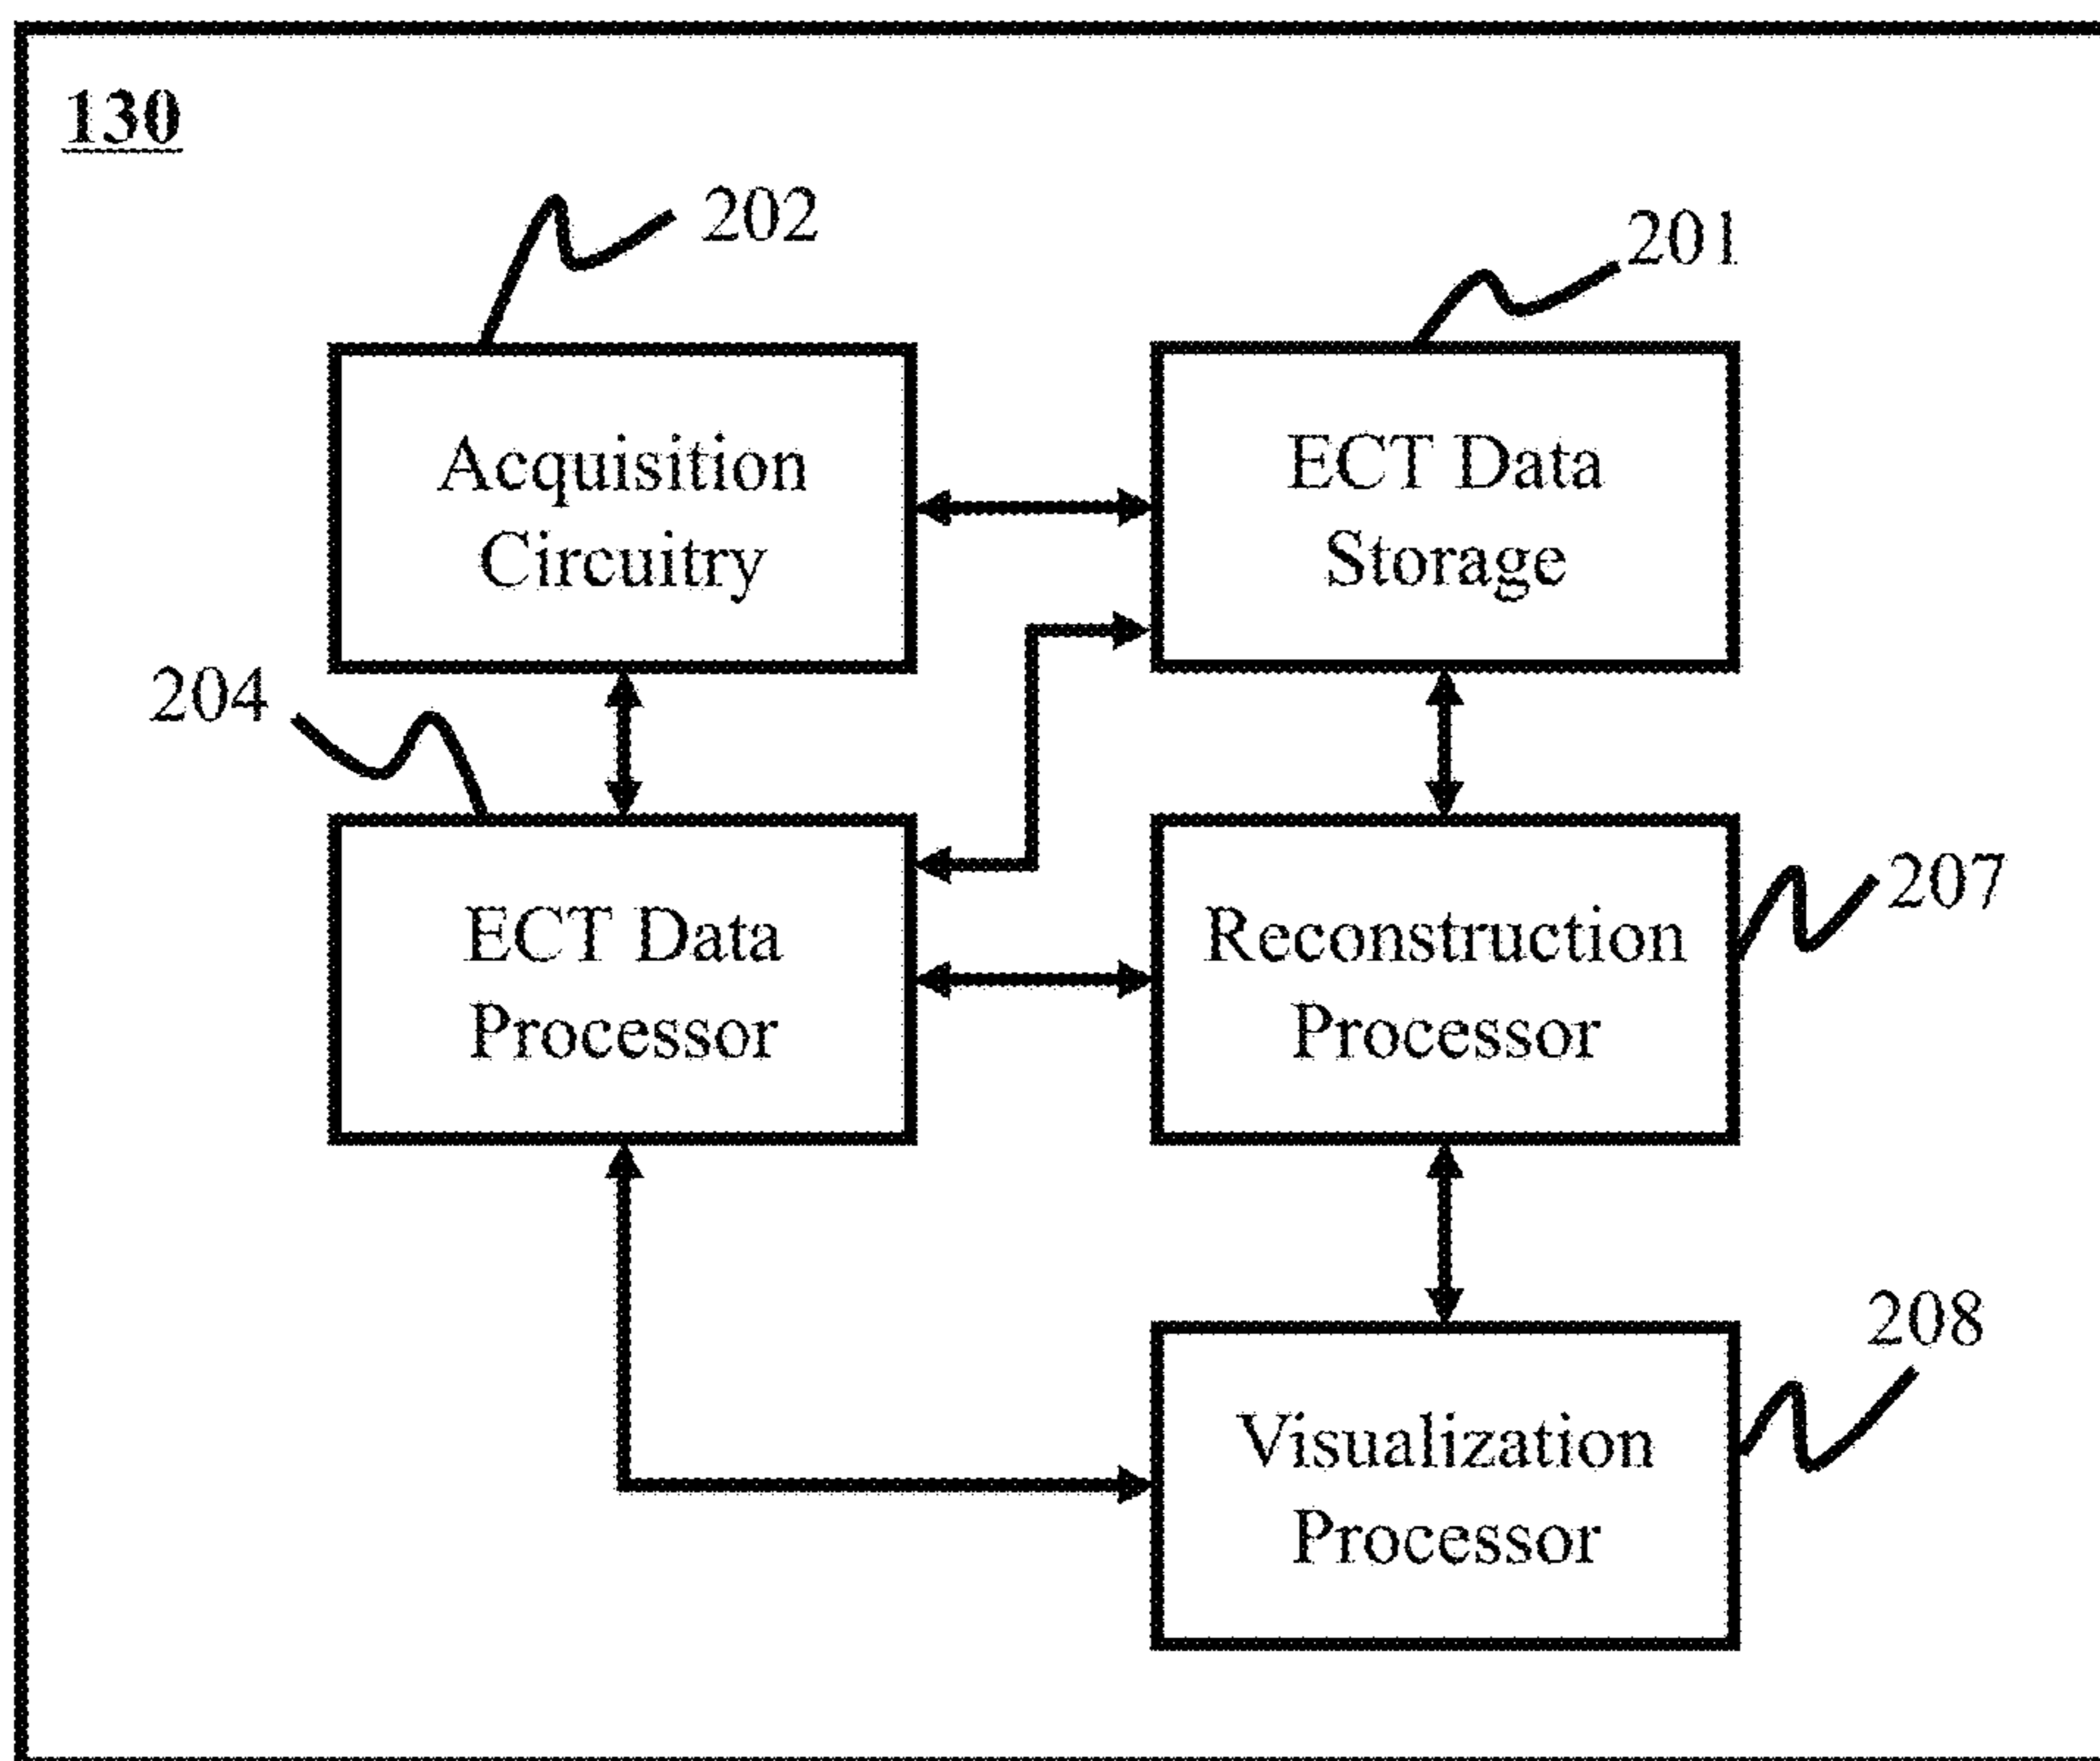 130
202
201
Acquisition
Circuitry
ECT Data
Storage
204
ECT Data
Processor
Reconstruction
Processor
207
208
Visualization
Processor